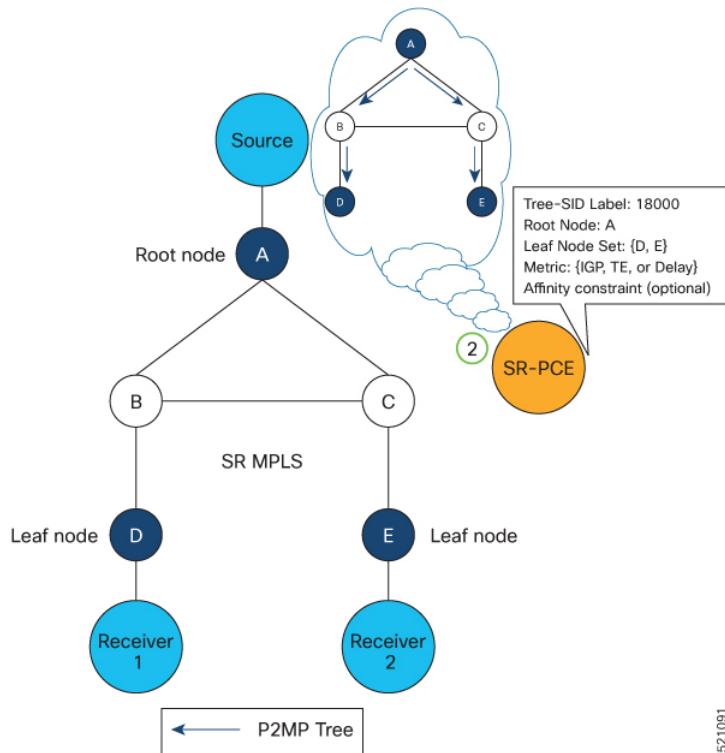 A
B
C
D
E
Source
Tree-SID Label: 18000
Root Node: A
Leaf Node Set: {D, E}
Metric: {IGP, TE, or Delay}
Affinity constraint (optional)
Root node
A
2
SR-PCE
B
C
SR MPLS
Leaf node
D
E
Leaf node
Receiver
1
Receiver
2
P2MP Tree
521091